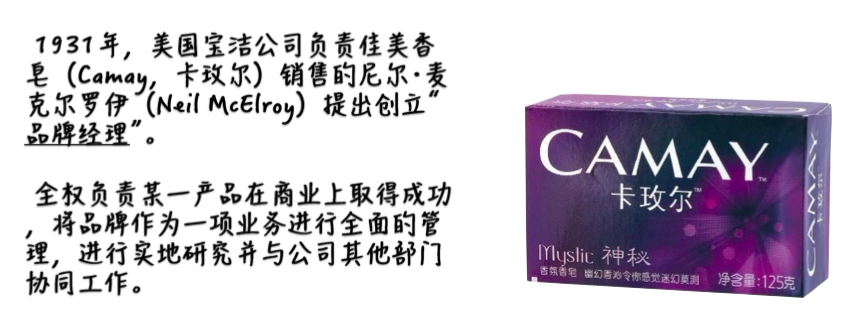 1931年，美国宝洁公司负责佳美香
皂（Camay，卡玫尔）销售的尼尔·麦
克尔罗伊（Neil McElroy）提出创立“
品牌经理”。
全权负责某一产品在商业上取得成功
，将品牌作为一项业务进行全面的管
理，进行实地研究并与公司其他部门
协同工作。
CAMAY
CAMAY™
卡玫尔™
Mystic 神秘
香氛香皂 幽幻香沁令你感觉迷幻莫测
净含量:125克
CAMAY
卡玫尔